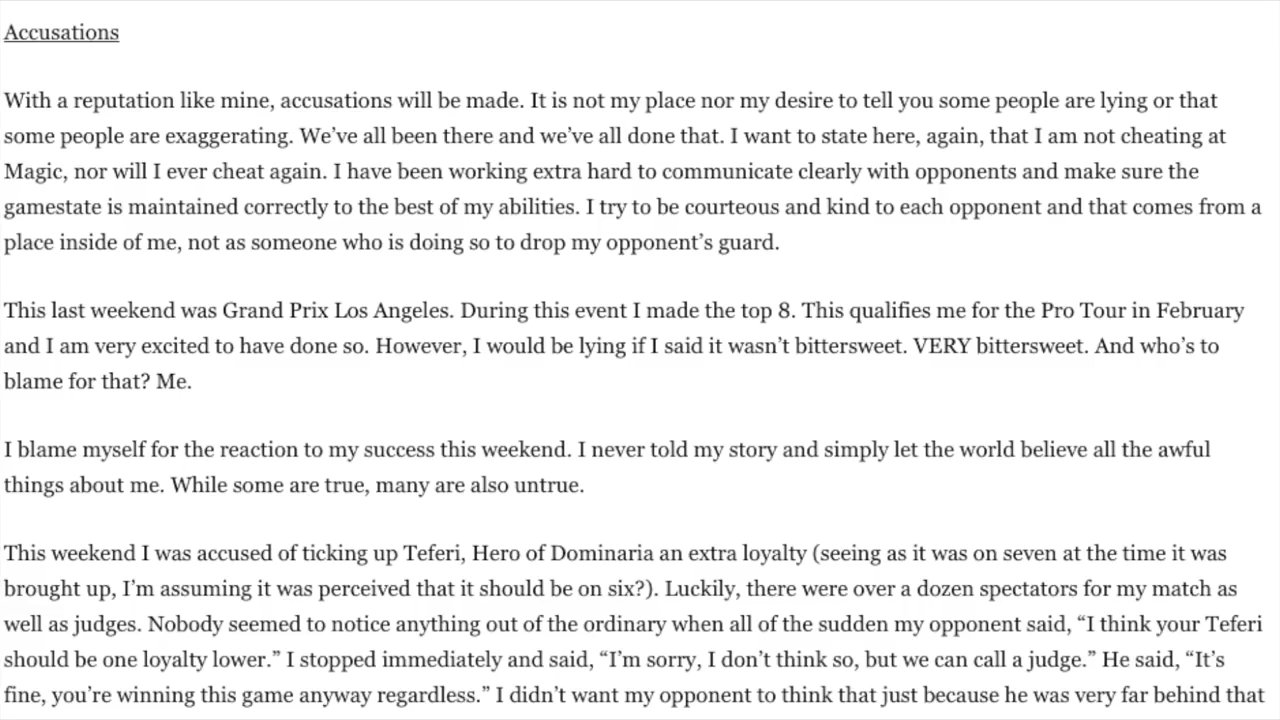 Accusations
With a reputation like mine, accusations will be made. It is not my place nor my desire to tell you some people are lying or that
some people are exaggerating. We’ve all been there and we’ve all done that. I want to state here, again, that I am not cheating at
Magic, nor will I ever cheat again. I have been working extra hard to communicate clearly with opponents and make sure the
gamestate is maintained correctly to the best of my abilities. I try to be courteous and kind to each opponent and that comes from a
place inside of me, not as someone who is doing so to drop my opponent’s guard.
This last weekend was Grand Prix Los Angeles. During this event I made the top 8. This qualifies me for the Pro Tour in February
and I am very excited to have done so. However, I would be lying if I said it wasn’t bittersweet. VERY bittersweet. And who’s to
blame for that? Me.
I blame myself for the reaction to my success this weekend. I never told my story and simply let the world believe all the awful
things about me. While some are true, many are also untrue.
This weekend I was accused of ticking up Teferi, Hero of Dominaria an extra loyalty (seeing as it was on seven at the time it was
brought up, I’m assuming it was perceived that it should be on six?). Luckily, there were over a dozen spectators for my match as
well as judges. Nobody seemed to notice anything out of the ordinary when all of the sudden my opponent said, “I think your Teferi
should be one loyalty lower.” I stopped immediately and said, “I’m sorry, I don’t think so, but we can call a judge.” He said, “It’s
fine, you’re winning this game anyway regardless.” I didn’t want my opponent to think that just because he was very far behind that